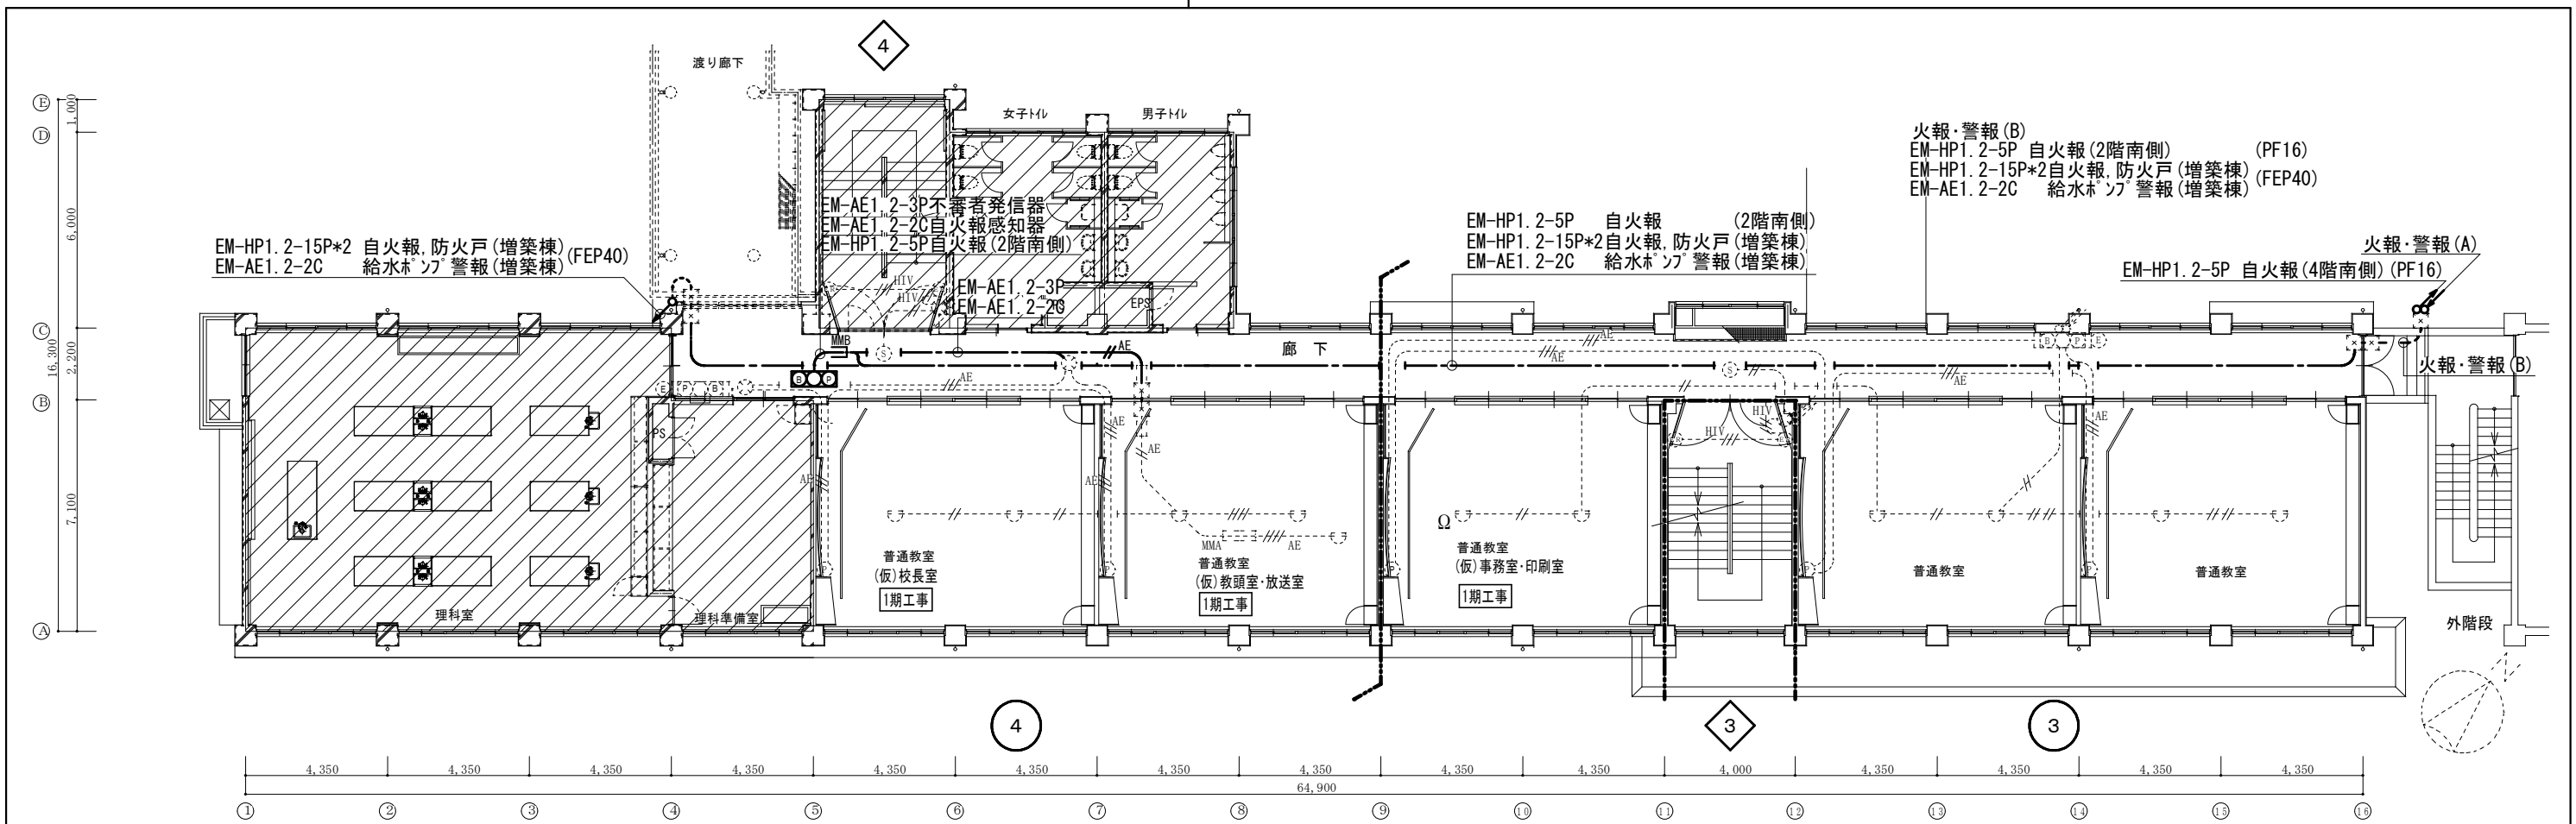 4
渡り廊下
女子ﾄｲﾚ
男子ﾄｲﾚ
E
D
C
B
A
1,000
6,000
2,200
7,100
16,300
火報・警報(B)
EM-HP1.2-5P 自火報(2階南側) (PF16)
EM-HP1.2-15P*2自火報,防火戸(増築棟)
EM-AE1.2-2C 給水ﾎﾟﾝﾌﾟ警報(増築棟) (FEP40)
EM-AE1.2-3P不審者発信器
EM-AE1.2-2C自火報感知器
EM-HP1.2-5P自火報(2階南側)
EM-HP1.2-5P 自火報 (2階南側)
EM-HP1.2-15P*2自火報,防火戸(増築棟)
EM-AE1.2-2C 給水ﾎﾟﾝﾌﾟ警報(増築棟)
EM-HP1.2-15P*2 自火報,防火戸(増築棟)
EM-AE1.2-2C 給水ﾎﾟﾝﾌﾟ警報(増築棟) (FEP40)
火報・警報(A)
EM-HP1.2-5P 自火報(4階南側)(PF16)
HIV
HIV
EM-AE1.2-3P
EM-AE1.2-2C
EPS
MMB
S
AE
廊 下
AE
AE
S
B P E
火報・警報(B)
E P B
B P
AE
AE
PS
AE
AE
HIV
HIV
AE
AE
AE
MMA
AE
Ω
P
P
P
P
P
理科室
理科準備室
普通教室
(仮)校長室
1期工事
普通教室
(仮)教頭室・放送室
1期工事
普通教室
(仮)事務室・印刷室
1期工事
普通教室
普通教室
外階段
4
3
3
4,350 4,350 4,350 4,350 4,350 4,350 4,350 4,350 4,350 4,350 4,000 4,350 4,350 4,350 4,350
64,900
1 2 3 4 5 6 7 8 9 10 11 12 13 14 15 16